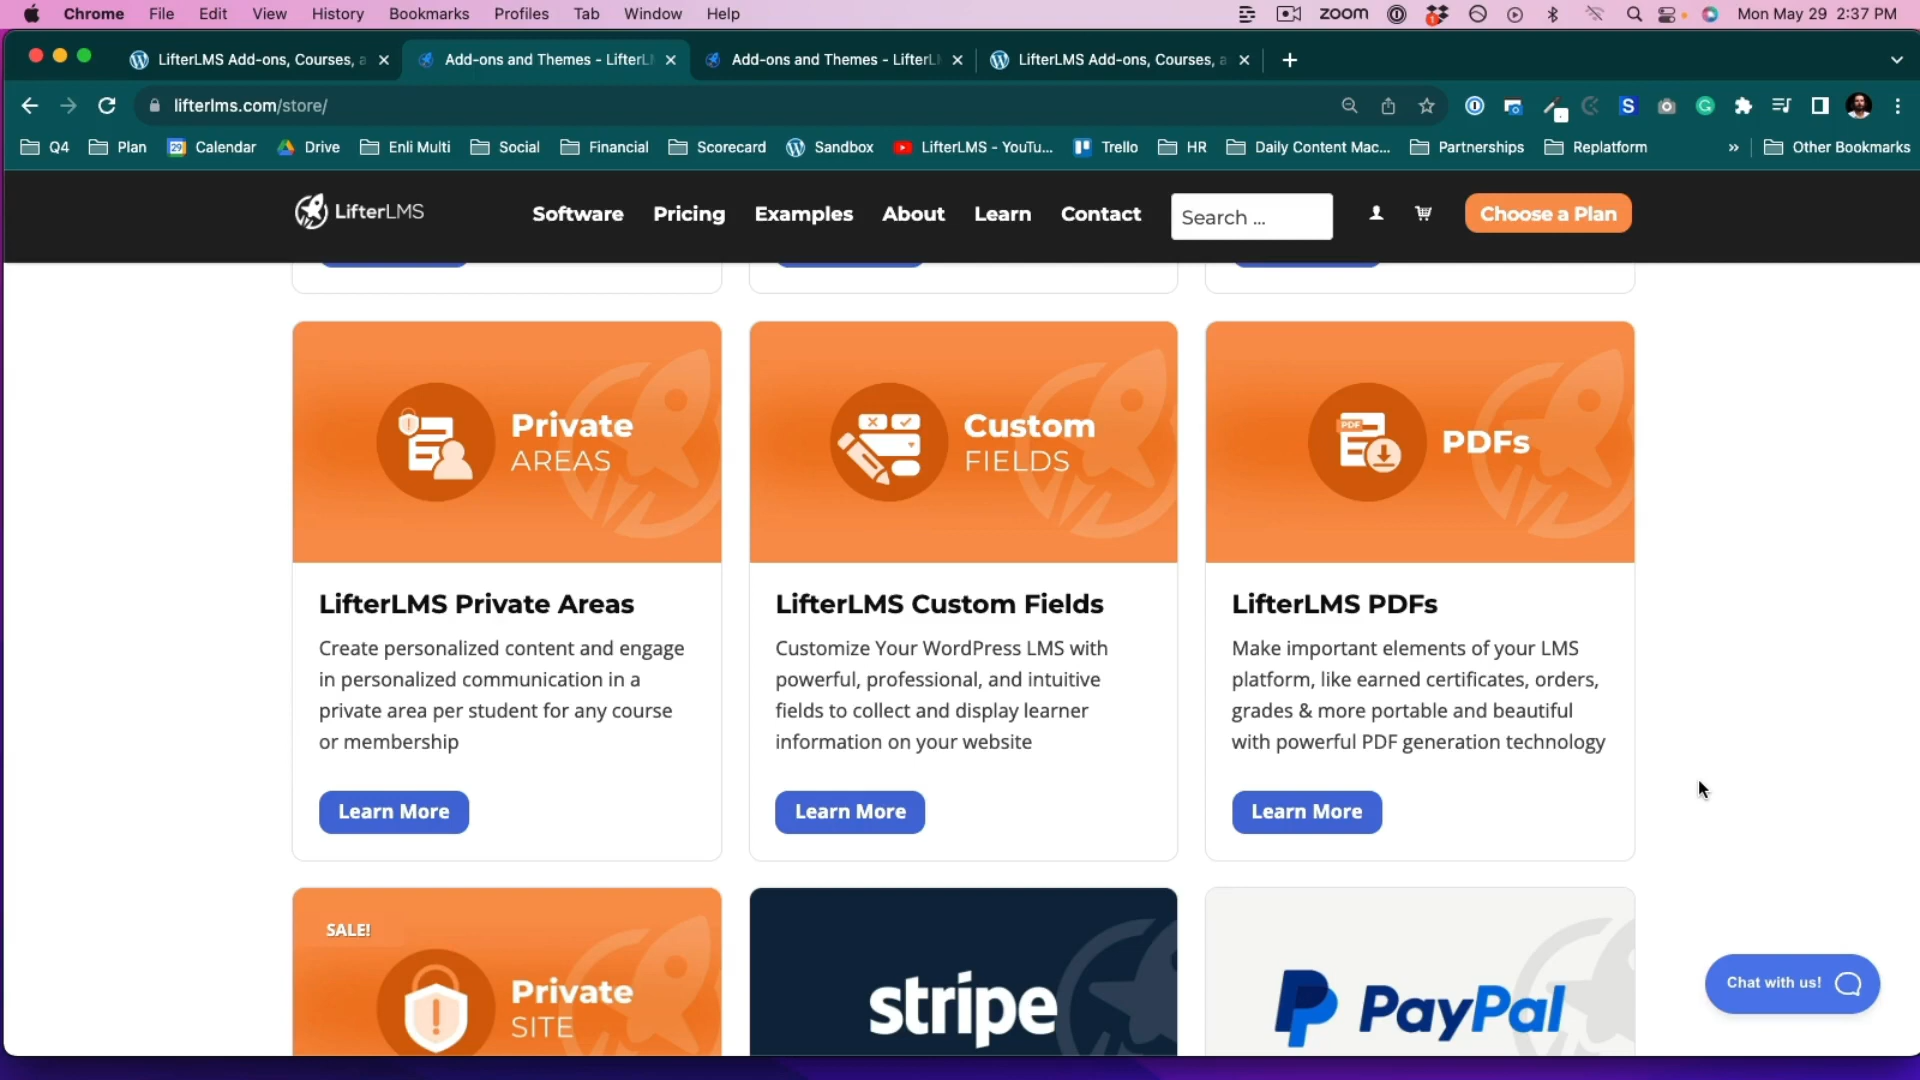 Chrome File Edit View History Bookmarks Profiles Tab Window Help zoom Mon May 29 2:37 PM
LifterLMS Add-ons, Courses, a Add-ons and Themes - LifterL Add-ons and Themes - LifterL LifterLMS Add-ons, Courses, a
lifterlms.com/store/
Q4 Plan Calendar Drive Enli Multi Social Financial Scorecard Sandbox LifterLMS - YouTu... Trello HR Daily Content Mac... Partnerships Replatform » Other Bookmarks
LifterLMS Software Pricing Examples About Learn Contact Search ... Choose a Plan
Private
AREAS
Custom
FIELDS
PDF
PDFs
LifterLMS Private Areas
Create personalized content and engage
in personalized communication in a
private area per student for any course
or membership
Learn More
LifterLMS Custom Fields
Customize Your WordPress LMS with
powerful, professional, and intuitive
fields to collect and display learner
information on your website
Learn More
LifterLMS PDFs
Make important elements of your LMS
platform, like earned certificates, orders,
grades & more portable and beautiful
with powerful PDF generation technology
Learn More
SALE!
Private
SITE
stripe
PayPal
Chat with us!